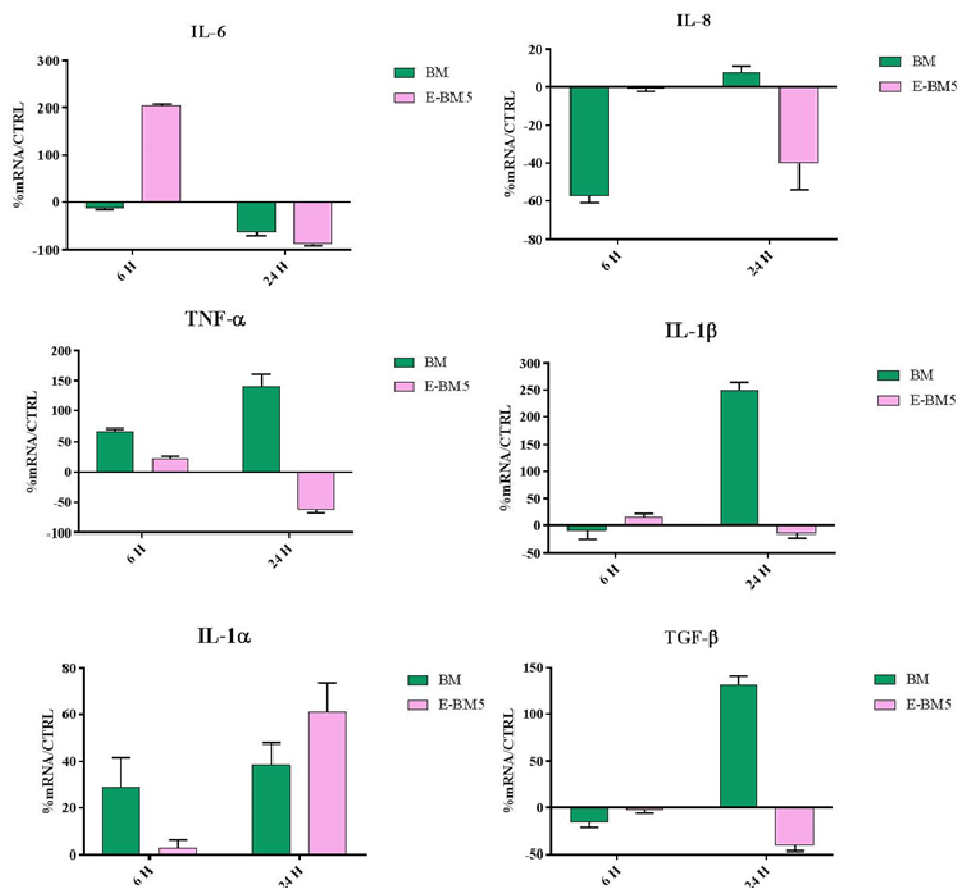 IL-6
BM
E-BM5
%mRNA/CTRL
300
200
100
0
-100
6 H
24 H
IL-8
BM
E-BM5
%mRNA/CTRL
20
0
-20
-40
-60
-80
6 H
24 H
TNF-α
BM
E-BM5
%mRNA/CTRL
200
150
100
50
0
-50
-100
6 H
24 H
IL-1β
BM
E-BM5
%mRNA/CTRL
300
250
200
150
100
50
0
-50
6 H
24 H
IL-1α
BM
E-BM5
%mRNA/CTRL
80
60
40
20
0
6 H
24 H
TGF-β
BM
E-BM5
%mRNA/CTRL
150
100
50
0
-50
6 H
24 H